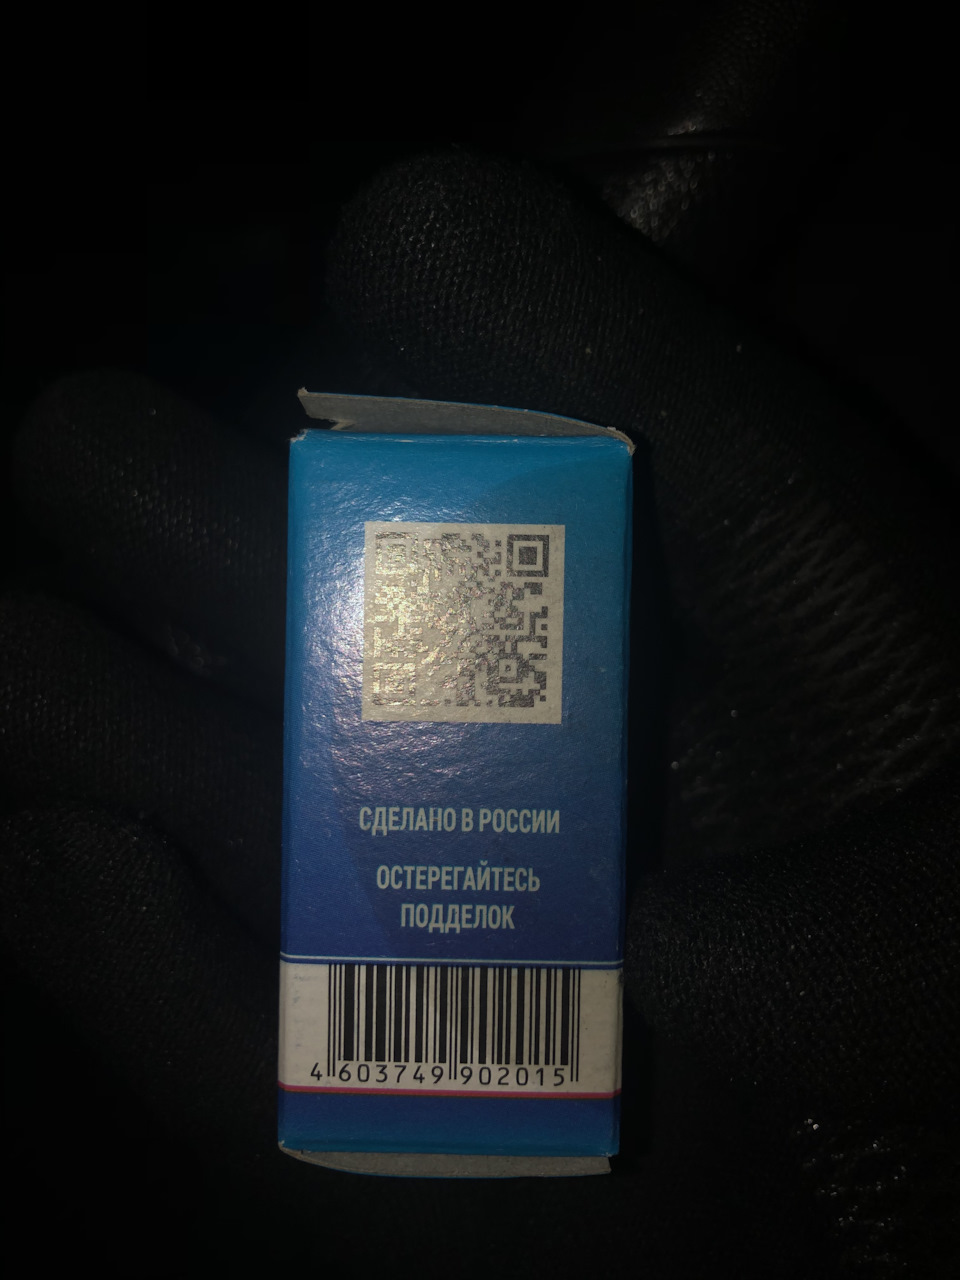 СДЕЛАНО В РОССИИ
ОСТЕРЕГАЙТЕСЬ
ПОДДЕЛОК
4 603749 902015